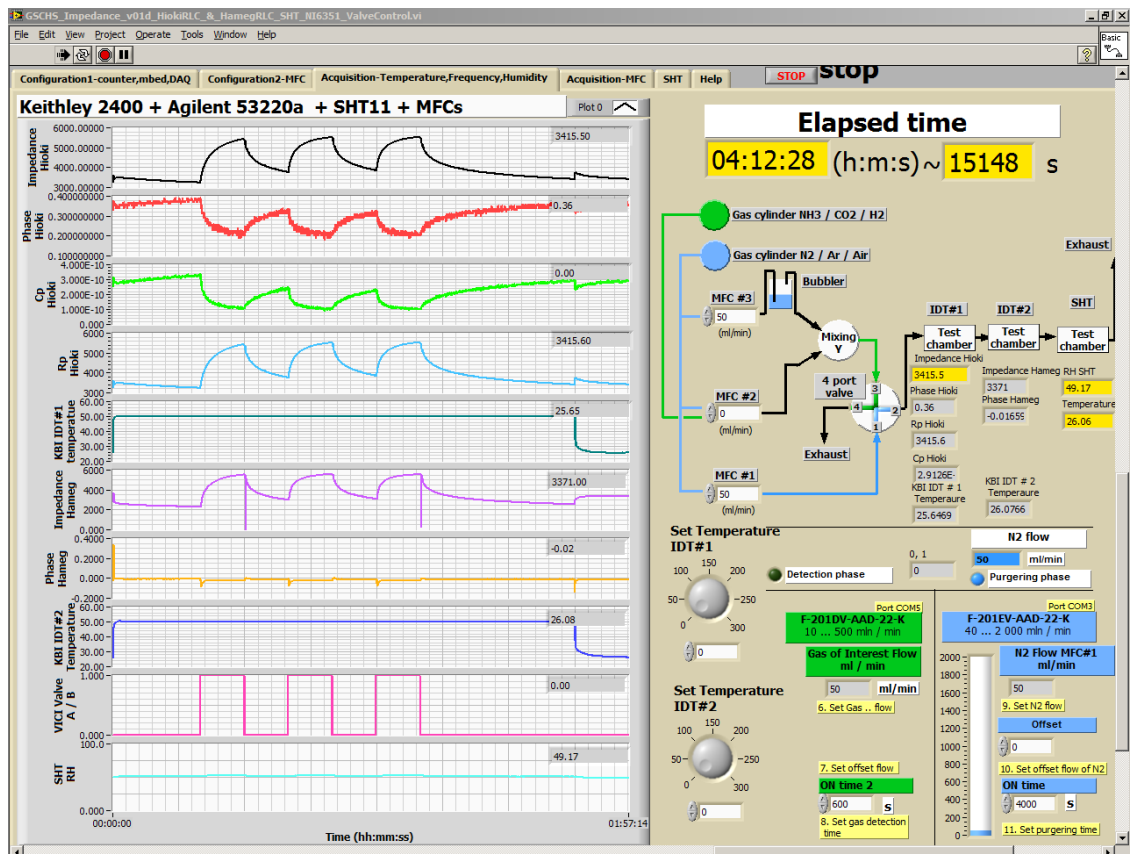 GSCHS_Impedance_v01d_HiokiRLC_&_HamegRLC_SHT_NI6351_ValveControl.vi
File Edit View Project Operate Tools Window Help
Basic
Configuration1-counter,mbed,DAQ Configuration2-MFC Acquisition-Temperature,Frequency,Humidity Acquisition-MFC SHT Help
STOP stop
Keithley 2400 + Agilent 53220a + SHT11 + MFCs
Plot 0
Impedance Hioki
6000.00000
5000.00000
4000.00000
3000.00000
3415.50
Phase Hioki
0.400000000
0.300000000
0.200000000
0.100000000
0.36
Cp Hioki
4.000E-10
3.000E-10
2.000E-10
1.000E-10
0.000
0.00
Rp Hioki
6000
5000
4000
3000
3415.60
KBI IDT#1 temperatue
60.00
50.00
40.00
30.00
20.00
25.65
Impedance Hameg
6000
4000
2000
0.000
3371.00
Phase Hameg
0.4000
0.2000
0.000
-0.2000
-0.02
KBI IDT#2 Temperature
60.00
50.00
40.00
30.00
20.00
26.08
VICI Valve A / B
1.000
0.000
0.00
SHT RH
100.0
0.000
49.17
00:00:00
01:57:14
Time (hh:mm:ss)
Elapsed time
04:12:28 (h:m:s)~ 15148 s
Gas cylinder NH3 / CO2 / H2
Gas cylinder N2 / Ar / Air
Exhaust
Bubbler
MFC #3
50
(ml/min)
Mixing Y
MFC #2
0
(ml/min)
4 port valve
3
4
2
1
Exhaust
MFC #1
50
(ml/min)
IDT#1
Test chamber
IDT#2
Test chamber
SHT
Test chamber
Impedance Hioki
3415.5
Phase Hioki
0.36
Rp Hioki
3415.6
Cp Hioki
2.9126E-
KBI IDT # 1
Temperaure
25.6469
Impedance Hameg
3371
Phase Hameg
-0.01659
KBI IDT # 2
Temperaure
26.0766
RH SHT
49.17
Temperature
26.06
Set Temperature
IDT#1
0
50
100
150
200
250
300
0
Detection phase
0, 1
0
N2 flow
50 ml/min
Purgering phase
Set Temperature
IDT#2
0
50
100
150
200
250
300
0
Port COM5
F-201DV-AAD-22-K
10 ... 500 mln / min
Gas of Interest Flow
ml / min
50 ml/min
6. Set Gas .. flow
7. Set offset flow
ON time 2
600 s
8. Set gas detection
time
Port COM3
F-201EV-AAD-22-K
40 ... 2 000 mln / min
2000
1800
1600
1400
1200
1000
800
600
400
200
0
N2 Flow MFC#1
ml/min
50
9. Set N2 flow
Offset
0
10. Set offset flow of N2
ON time
4000 s
11. Set purgering time